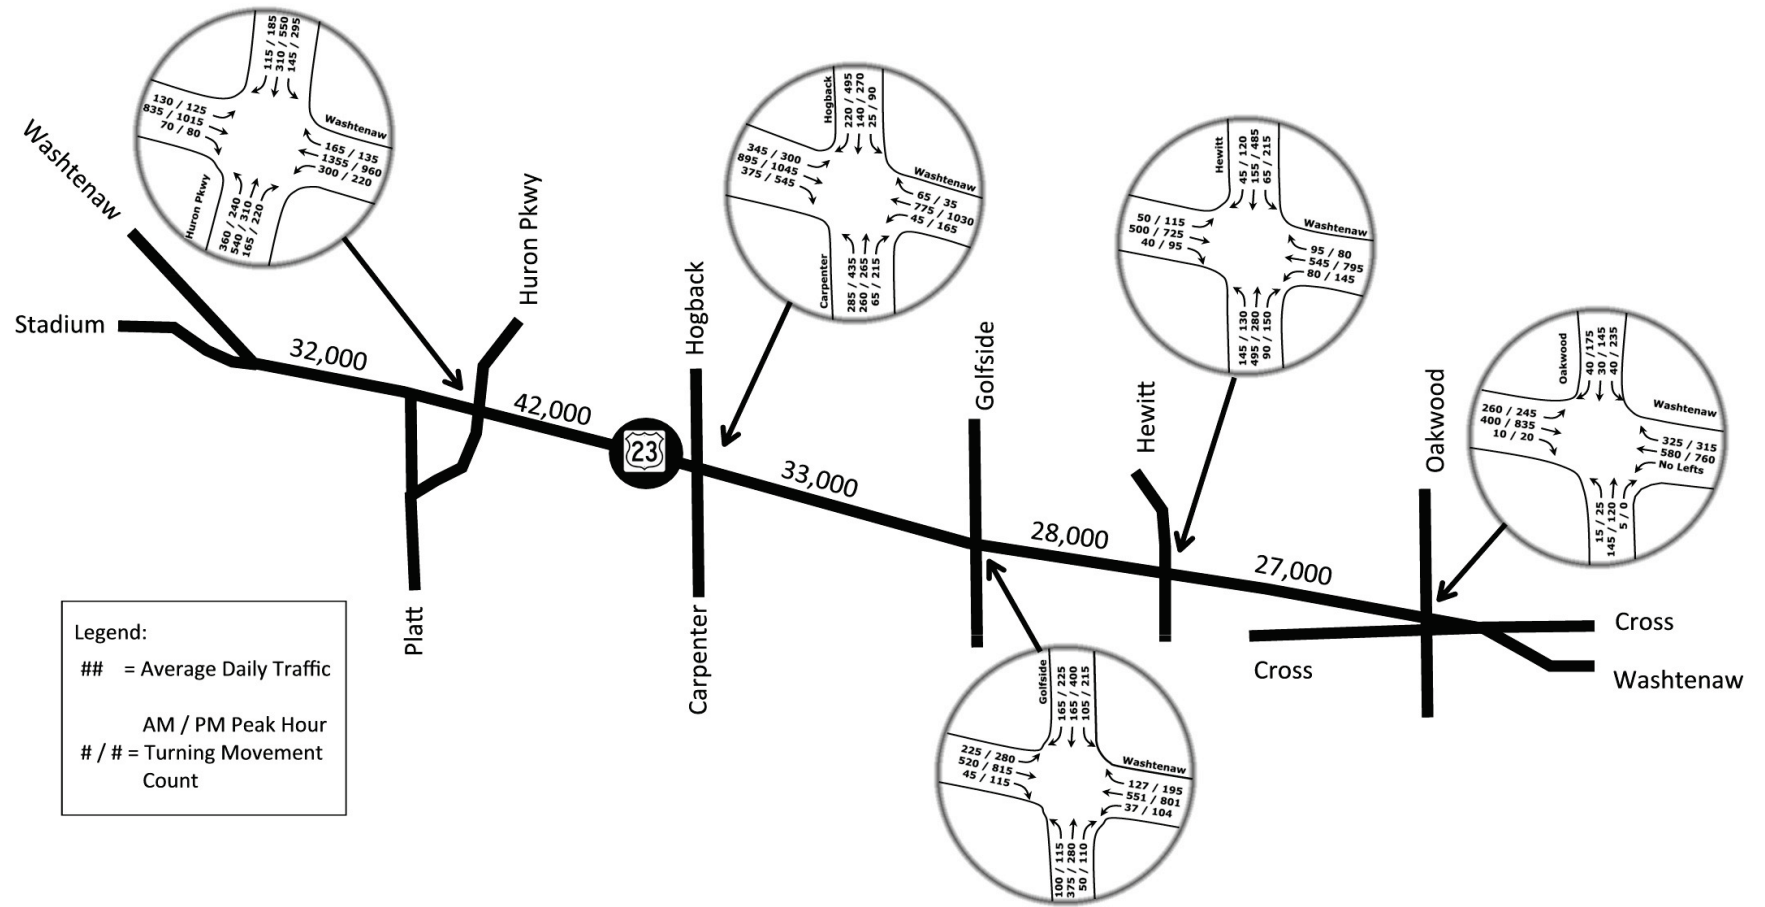 115 / 185
310 / 550
145 / 295
130 / 125
835 / 1015
70 / 80
Washtenaw
165 / 135
1355 / 960
300 / 220
Huron Pkwy
360 / 240
540 / 310
165 / 220
Hogback
220 / 495
140 / 270
25 / 90
345 / 300
895 / 1045
375 / 545
Washtenaw
65 / 35
775 / 1030
45 / 165
Carpenter
285 / 435
260 / 265
65 / 215
Hewitt
45 / 120
155 / 485
65 / 215
50 / 115
500 / 725
40 / 95
Washtenaw
95 / 80
545 / 795
80 / 145
145 / 130
495 / 280
90 / 150
Oakwood
40 / 175
30 / 145
40 / 235
260 / 245
400 / 835
10 / 20
Washtenaw
325 / 315
580 / 760
No Lefts
15 / 25
145 / 120
5 / 0
Washtenaw
Stadium
32,000
Huron Pkwy
42,000
23
Hogback
33,000
Golfside
28,000
Hewitt
27,000
Oakwood
Cross
Cross
Washtenaw
Platt
Carpenter
Golfside
165 / 225
165 / 400
105 / 215
225 / 280
520 / 815
45 / 115
Washtenaw
127 / 195
551 / 801
37 / 104
100 / 115
375 / 280
50 / 110
Legend:
## = Average Daily Traffic
AM / PM Peak Hour
# / # = Turning Movement
Count